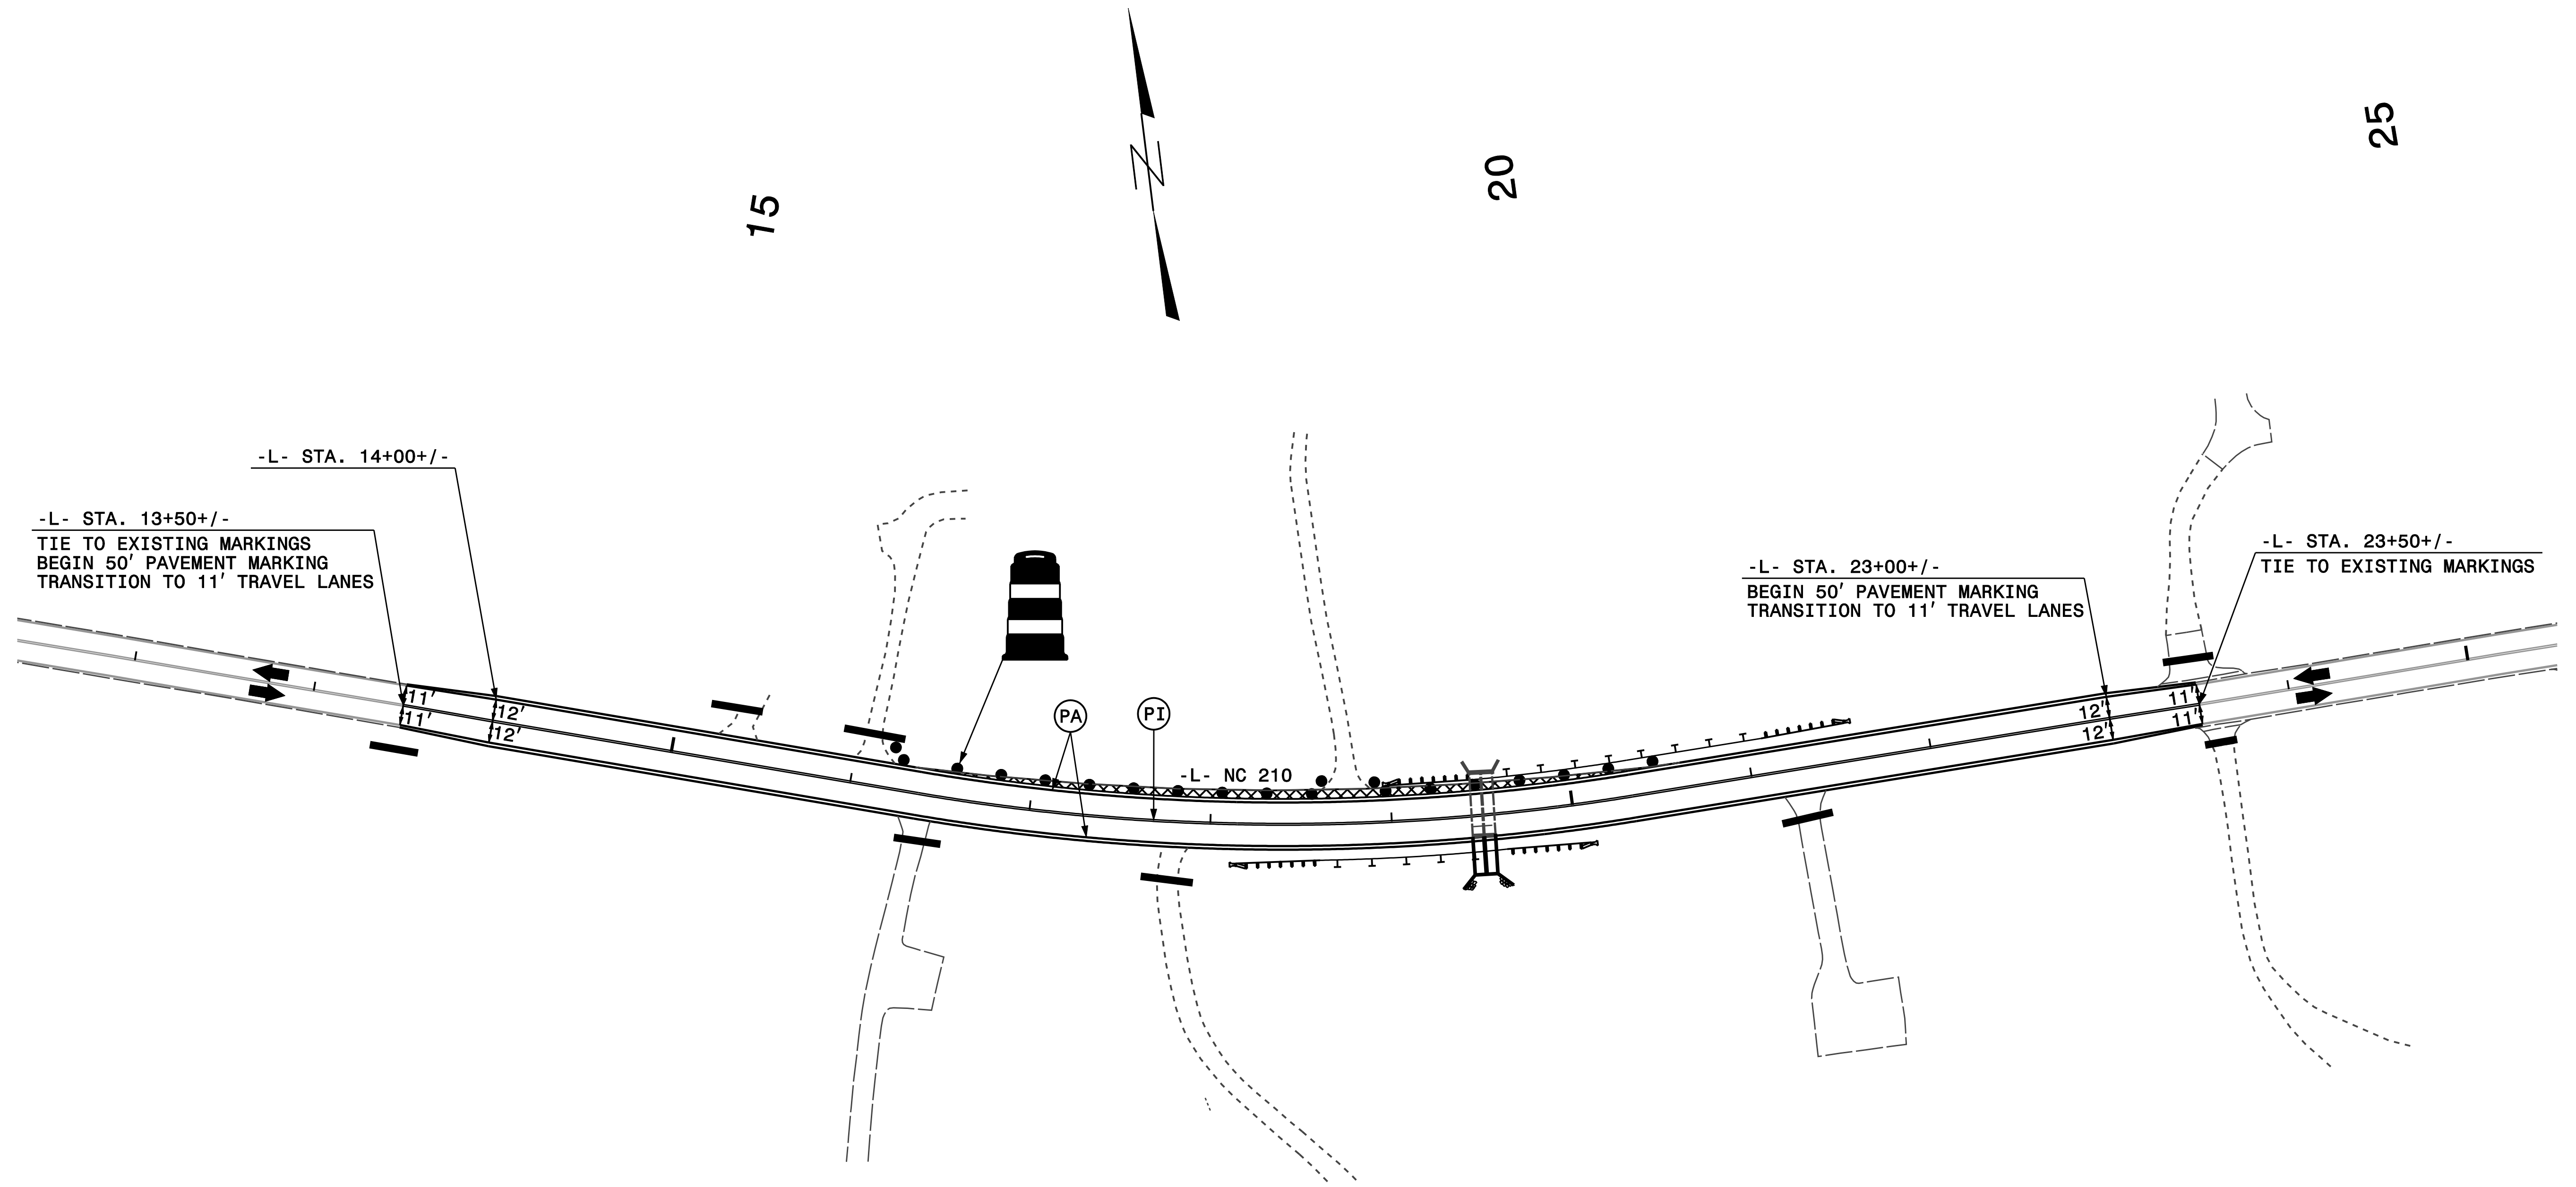 N
15
20
25
-L- STA. 14+00+/-
-L- STA. 13+50+/-
TIE TO EXISTING MARKINGS
BEGIN 50' PAVEMENT MARKING
TRANSITION TO 11' TRAVEL LANES
-L- STA. 23+50+/-
TIE TO EXISTING MARKINGS
-L- STA. 23+00+/-
BEGIN 50' PAVEMENT MARKING
TRANSITION TO 11' TRAVEL LANES
11'
11'
12'
12'
PA
PI
-L- NC 210
12'
12'
11'
11'